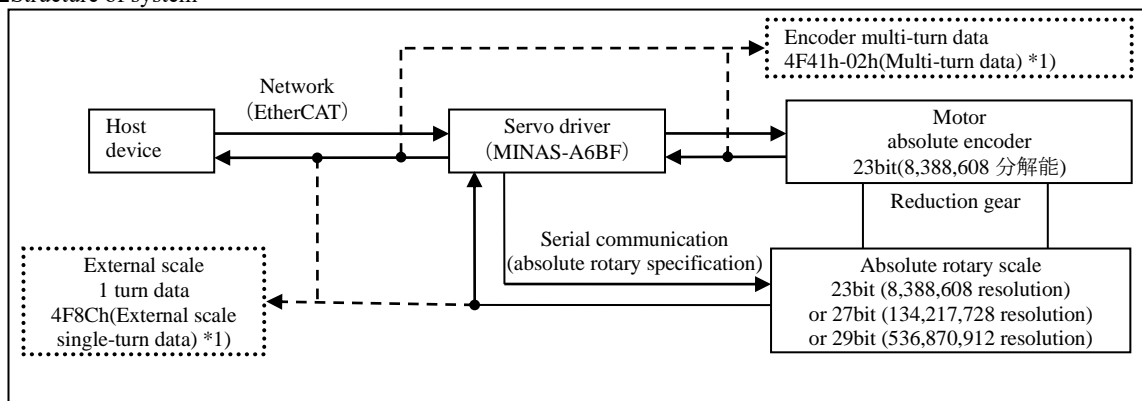 Structure of system
Encoder multi-turn data
4F41h-02h(Multi-turn data) *1)
Network
(EtherCAT)
Host
device
Servo driver
(MINAS-A6BF)
Motor
absolute encoder
23bit(8,388,608 分解能)
Reduction gear
Serial communication
(absolute rotary specification)
External scale
1 turn data
4F8Ch(External scale
single-turn data) *1)
Absolute rotary scale
23bit (8,388,608 resolution)
or 27bit (134,217,728 resolution)
or 29bit (536,870,912 resolution)